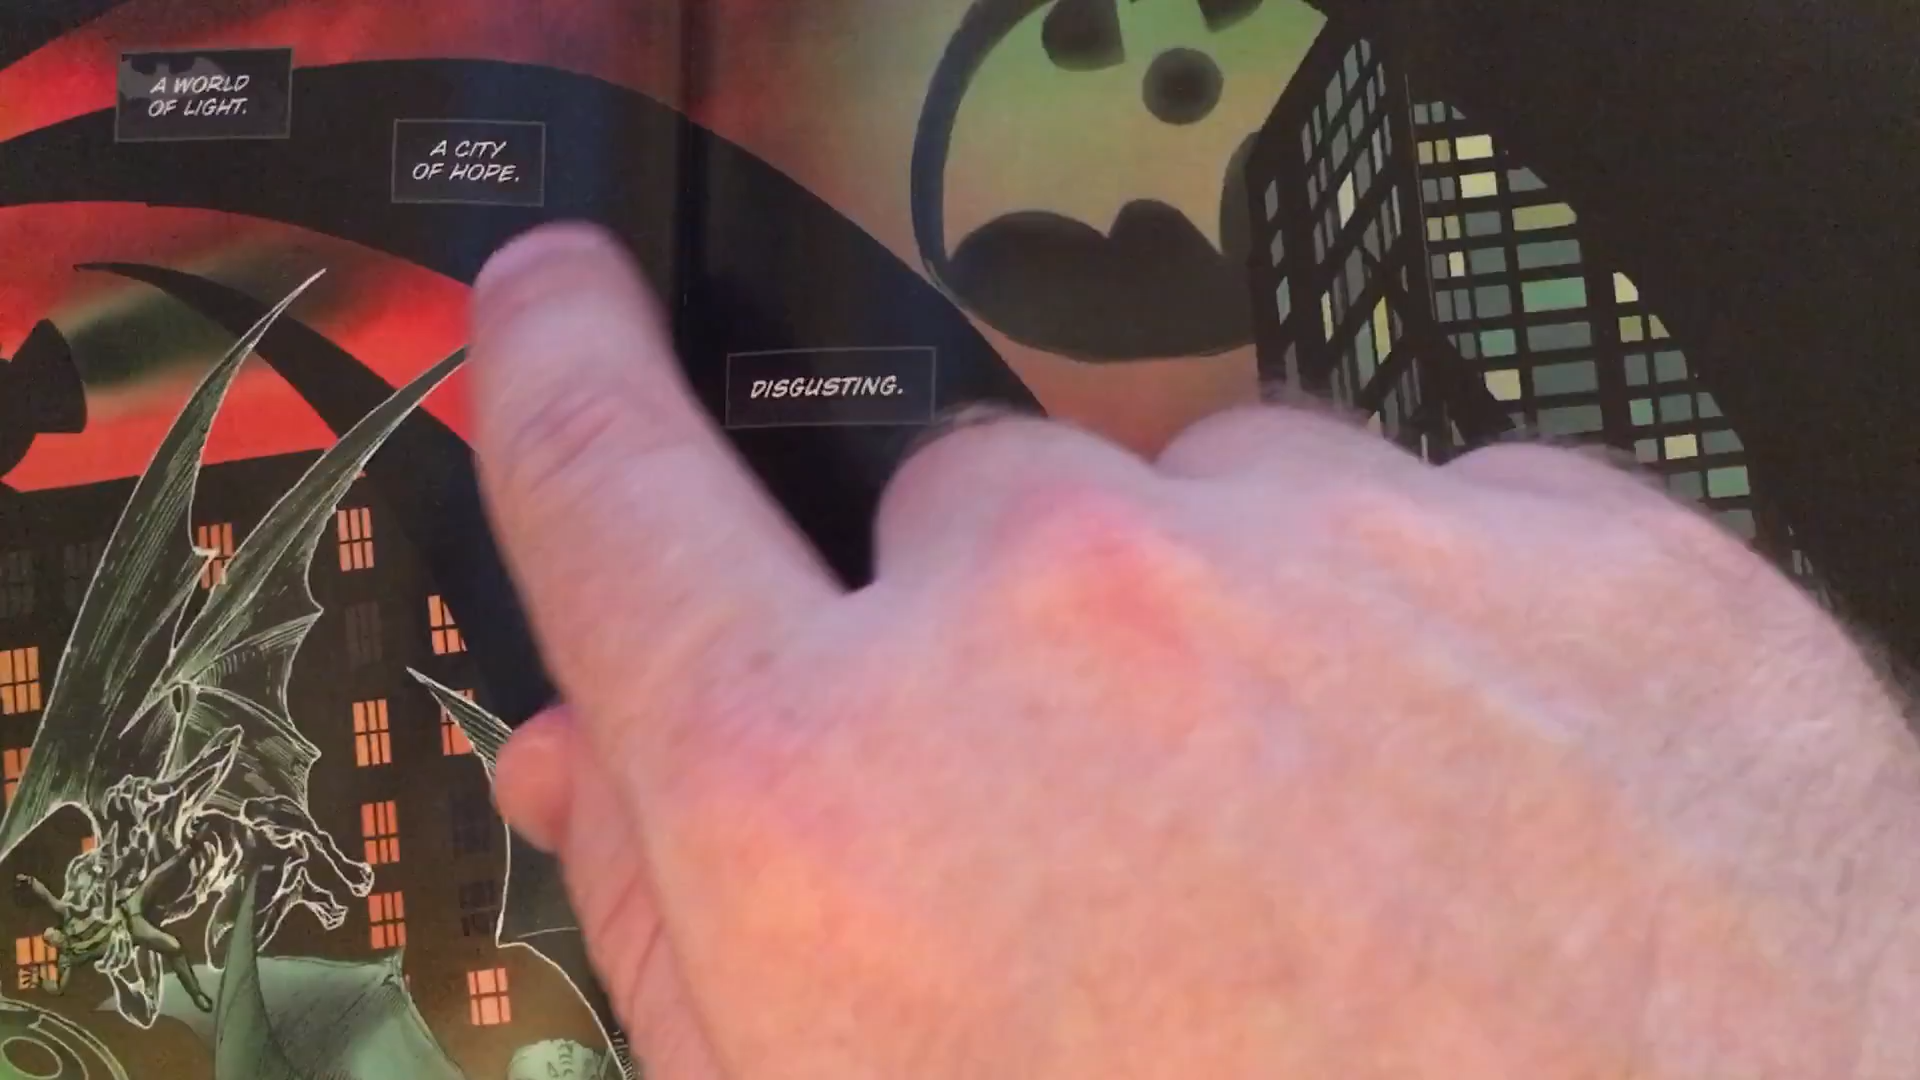 A WORLD
OF LIGHT.
A CITY
OF HOPE.
DISGUSTING.